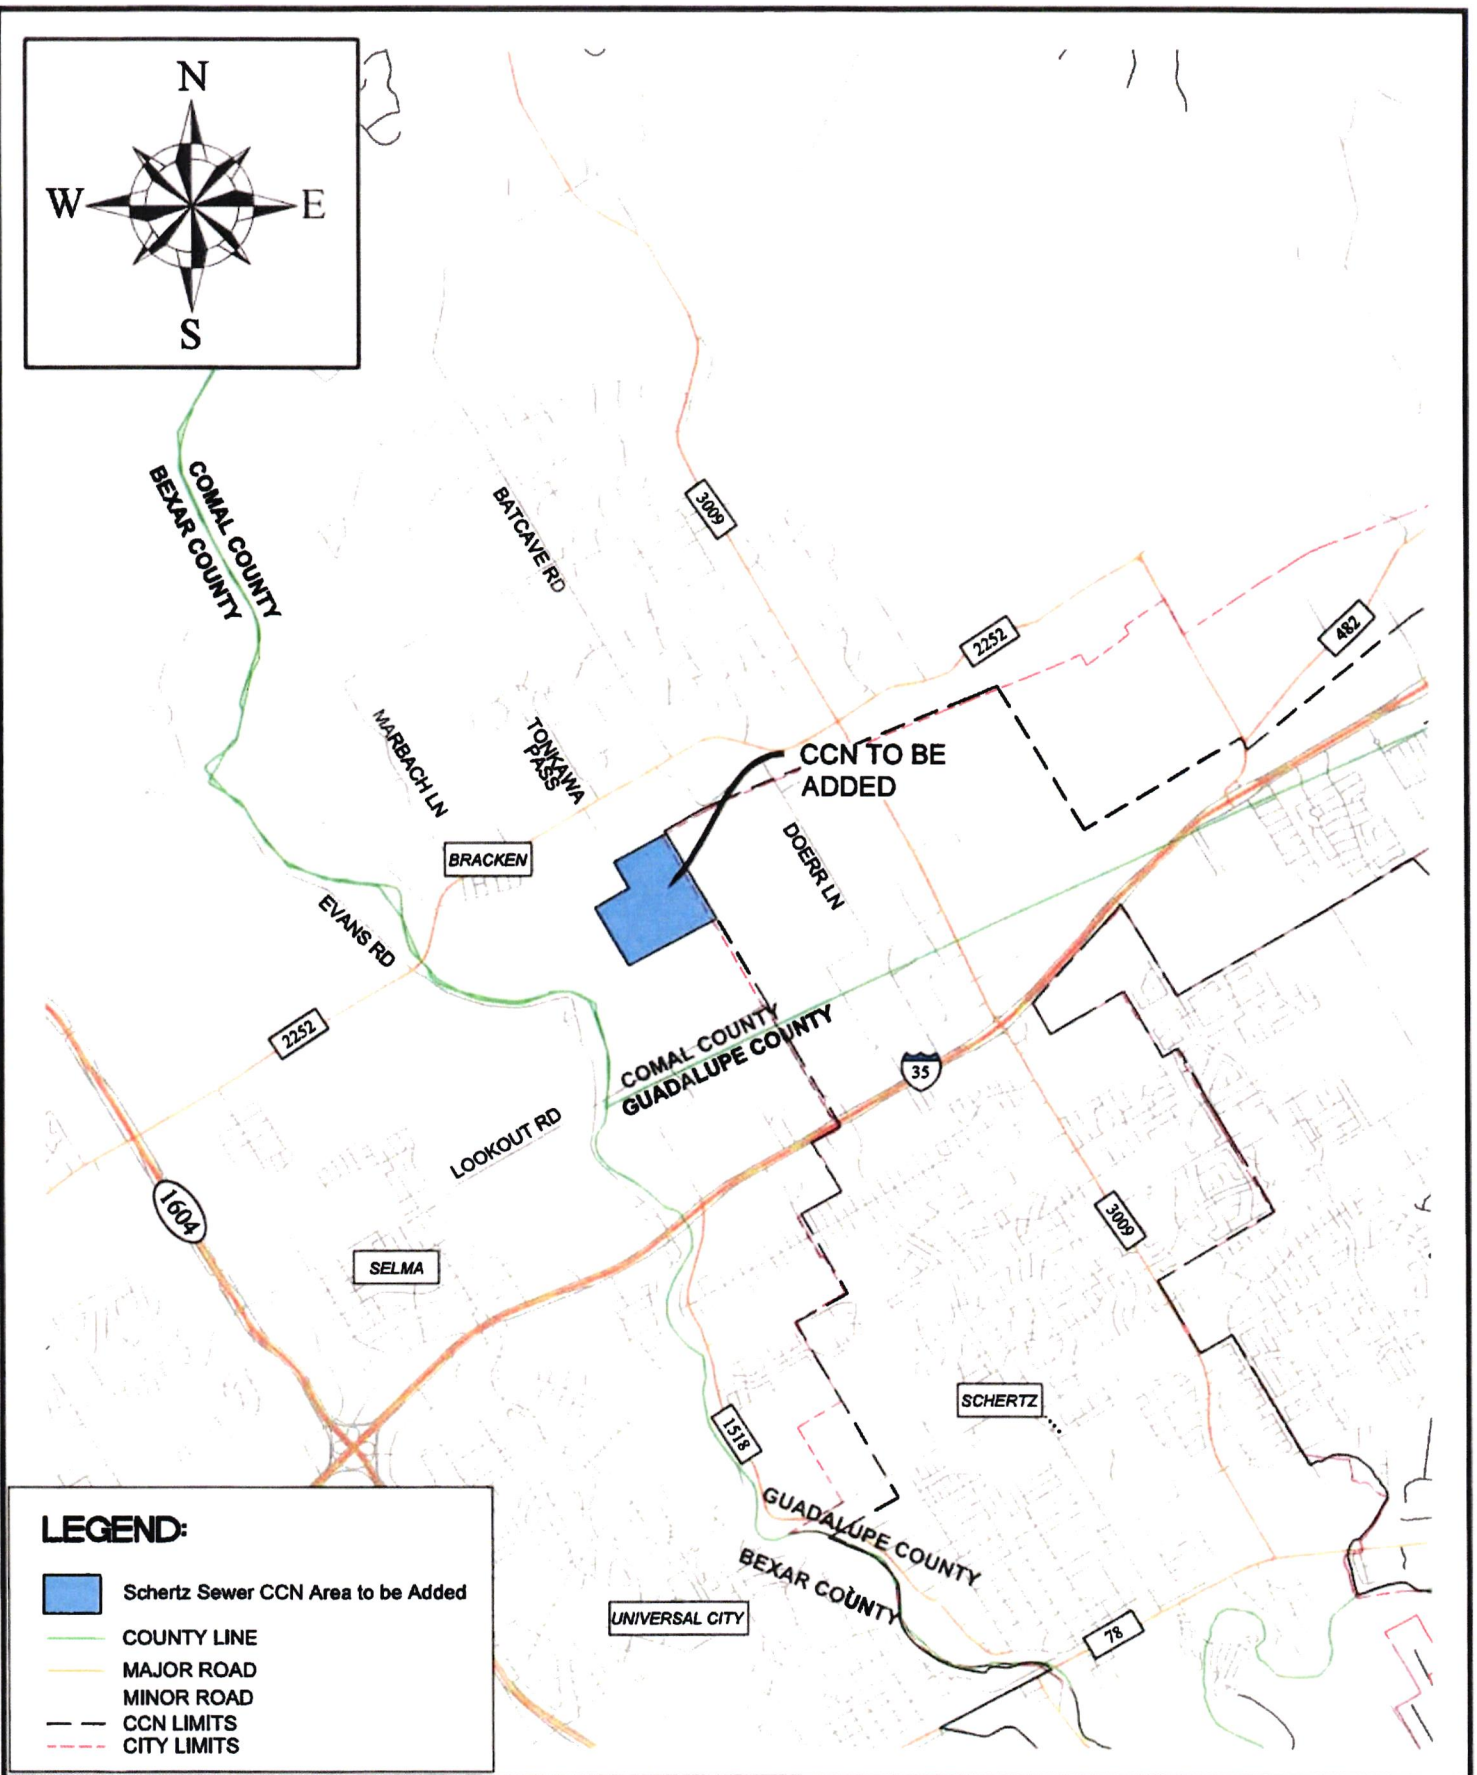 N
W
E
S
COMAL COUNTY
BEXAR COUNTY
BATCAVE RD
3009
2252
482
MARBACH LN
TONKAWA
PASS
CCN TO BE
ADDED
BRACKEN
DOERR LN
EVANS RD
2252
COMAL COUNTY
GUADALUPE COUNTY
35
LOOKOUT RD
1604
3009
SELMA
SCHERTZ
1518
GUADALUPE COUNTY
BEXAR COUNTY
UNIVERSAL CITY
78
LEGEND:
Schertz Sewer CCN Area to be Added
COUNTY LINE
MAJOR ROAD
MINOR ROAD
CCN LIMITS
CITY LIMITS